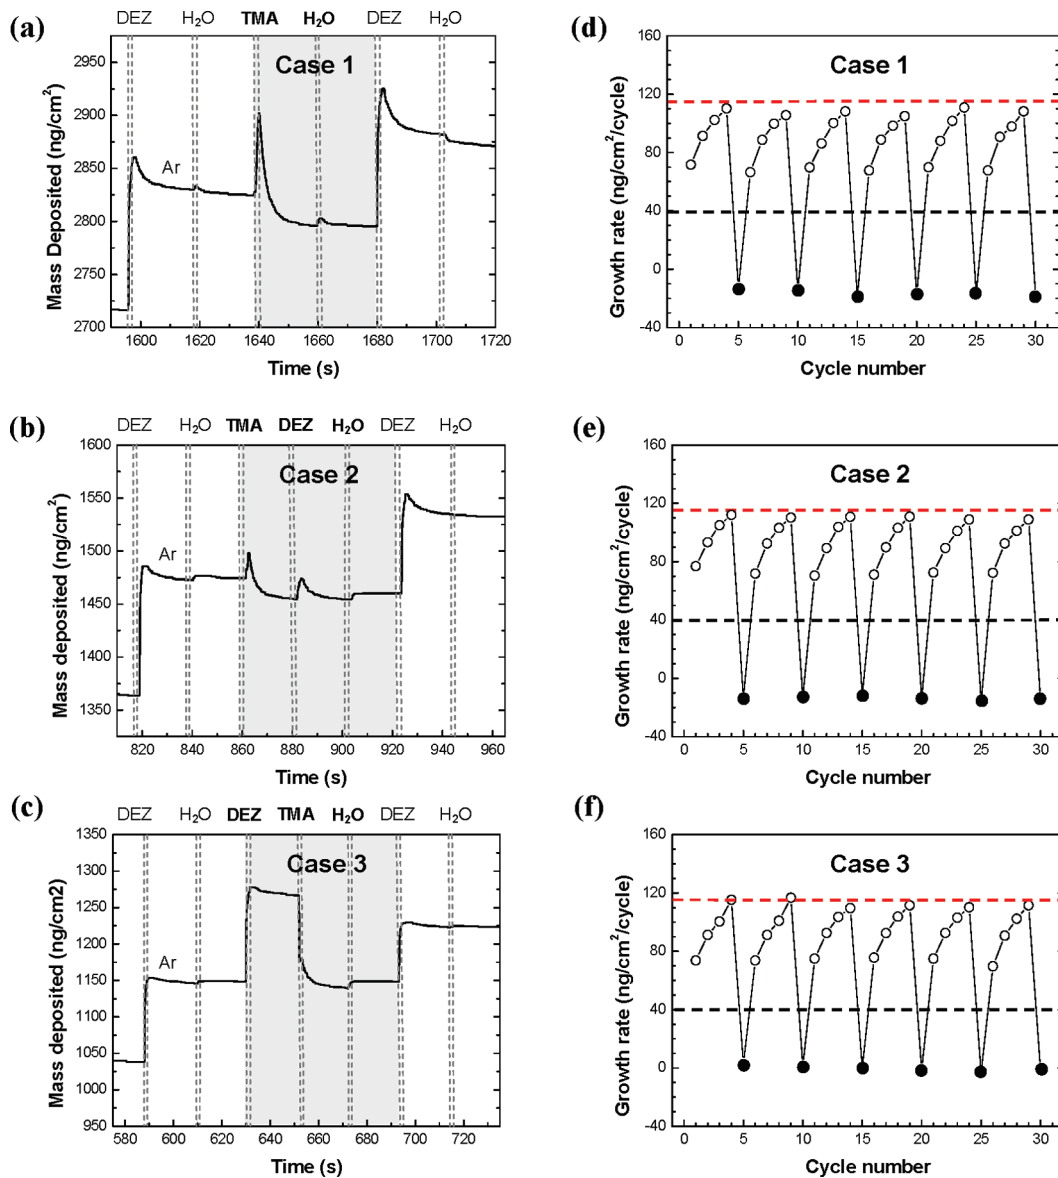 (a)
DEZ H₂O TMA H₂O DEZ H₂O
Case 1
Ar
Mass Deposited (ng/cm²)
2950
2900
2850
2800
2750
2700
1600 1620 1640 1660 1680 1700 1720
Time (s)
(d)
Case 1
Growth rate (ng/cm²/cycle)
160
120
80
40
0
-40
0 5 10 15 20 25 30
Cycle number
(b)
DEZ H₂O TMA DEZ H₂O DEZ H₂O
Case 2
Ar
Mass deposited (ng/cm²)
1600
1550
1500
1450
1400
1350
820 840 860 880 900 920 940 960
Time (s)
(e)
Case 2
Growth rate (ng/cm²/cycle)
160
120
80
40
0
-40
0 5 10 15 20 25 30
Cycle number
(c)
DEZ H₂O DEZ TMA H₂O DEZ H₂O
Case 3
Ar
Mass deposited (ng/cm2)
1350
1300
1250
1200
1150
1100
1050
1000
950
580 600 620 640 660 680 700 720
Time (s)
(f)
Case 3
Growth rate (ng/cm²/cycle)
160
120
80
40
0
-40
0 5 10 15 20 25 30
Cycle number